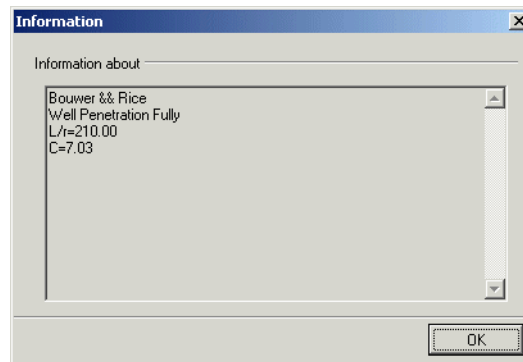 Information
Information about
Bouwer && Rice
Well Penetration Fully
L/r=210.00
C=7.03
OK